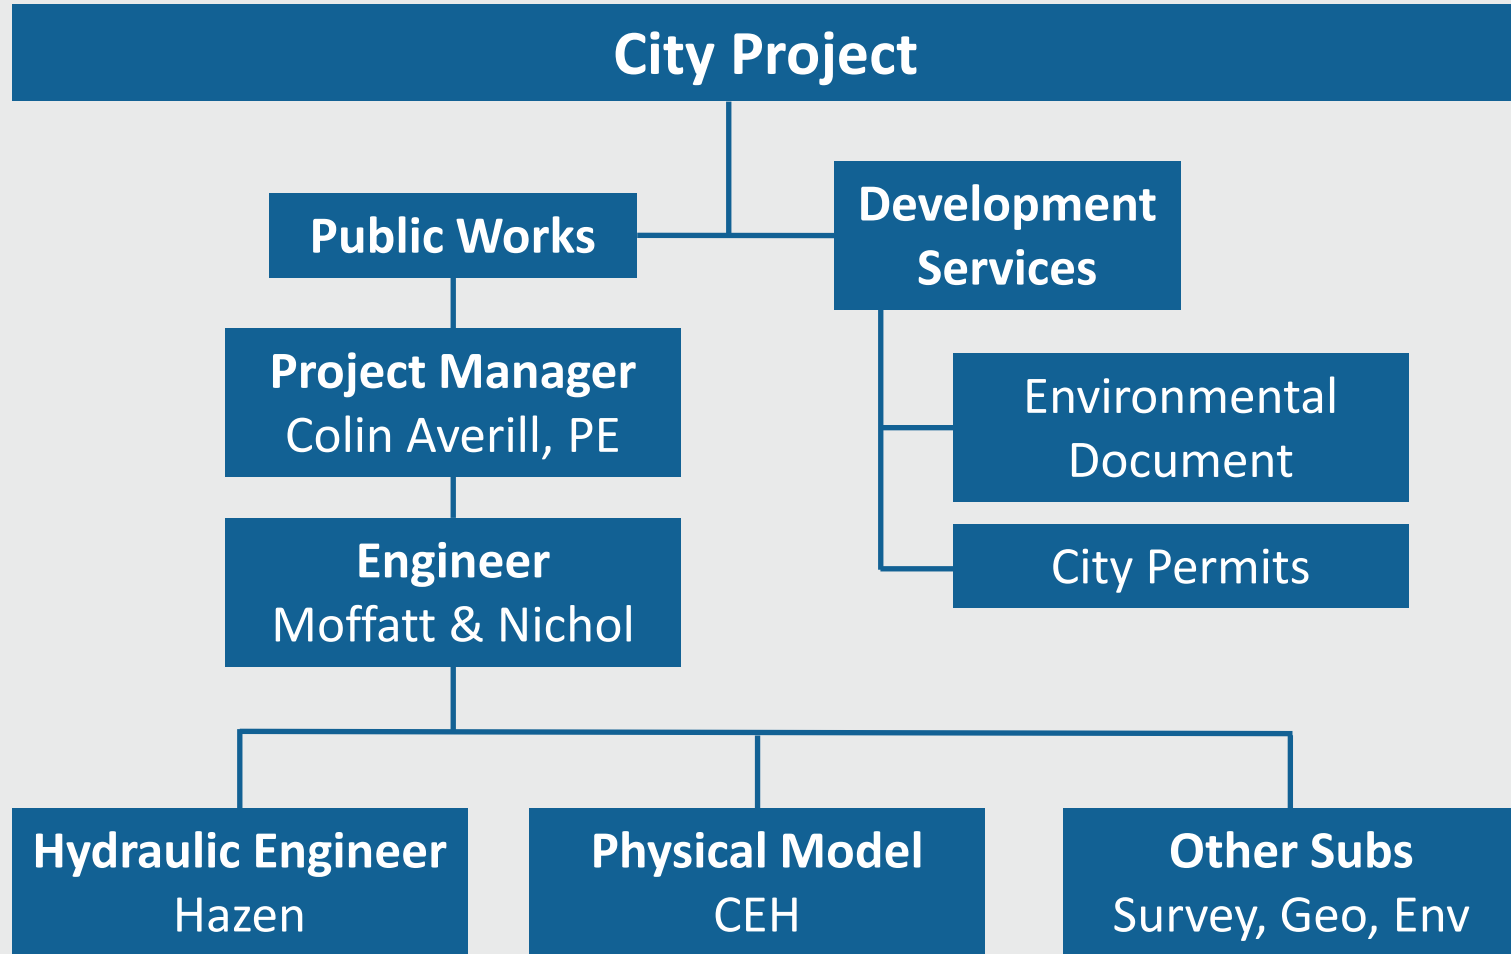 City Project
Public Works
Development
Services
Project Manager
Colin Averill, PE
Environmental
Document
Engineer
Moffatt & Nichol
City Permits
Hydraulic Engineer
Hazen
Physical Model
CEH
Other Subs
Survey, Geo, Env